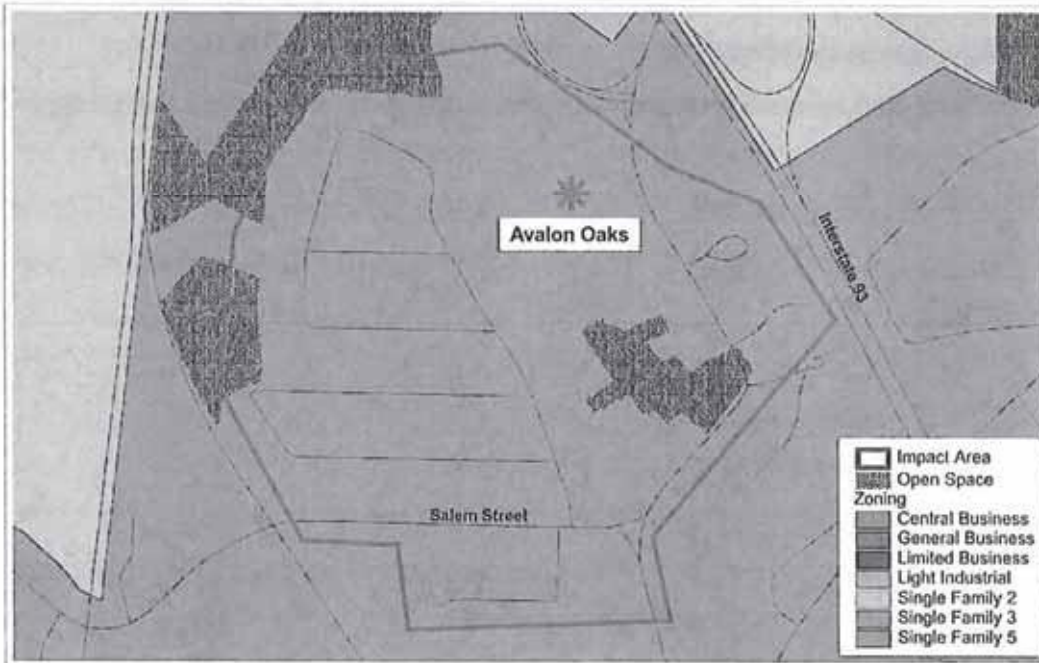 Avalon Oaks
Interstate 93
Salem Street
Impact Area
Open Space
Zoning
Central Business
General Business
Limited Business
Light Industrial
Single Family 2
Single Family 3
Single Family 5